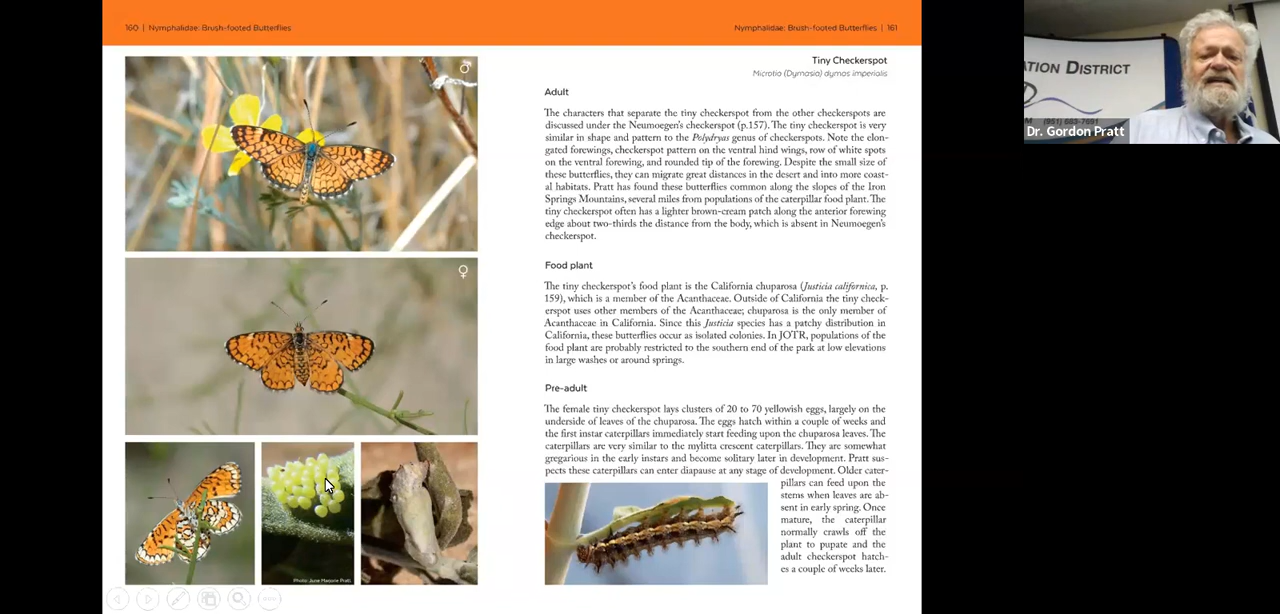 160 | Nymphalidae: Brush-footed Butterflies
Nymphalidae: Brush-footed Butterflies | 161
♂
♀
Photo: June Marjorie Pratt
Tiny Checkerspot
Microtia (Dymasia) dymas imperialis
Adult
The characters that separate the tiny checkerspot from the other checkerspots are
discussed under the Neumoegen's checkerspot (p.157). The tiny checkerspot is very
similar in shape and pattern to the Polydryas genus of checkerspots. Note the elon-
gated forewings, checkerspot pattern on the ventral hind wings, row of white spots
on the ventral forewing, and rounded tip of the forewing. Despite the small size of
these butterflies, they can migrate great distances in the desert and into more coast-
al habitats. Pratt has found these butterflies common along the slopes of the Iron
Springs Mountains, several miles from populations of the caterpillar food plant. The
tiny checkerspot often has a lighter brown-cream patch along the anterior forewing
edge about two-thirds the distance from the body, which is absent in Neumoegen's
checkerspot.
Food plant
The tiny checkerspot's food plant is the California chuparosa (Justicia californica, p.
159), which is a member of the Acanthaceae. Outside of California the tiny check-
erspot uses other members of the Acanthaceae; chuparosa is the only member of
Acanthaceae in California. Since this Justicia species has a patchy distribution in
California, these butterflies occur as isolated colonies. In JOTR, populations of the
food plant are probably restricted to the southern end of the park at low elevations
in large washes or around springs.
Pre-adult
The female tiny checkerspot lays clusters of 20 to 70 yellowish eggs, largely on the
underside of leaves of the chuparosa. The eggs hatch within a couple of weeks and
the first instar caterpillars immediately start feeding upon the chuparosa leaves. The
caterpillars are very similar to the mylitta crescent caterpillars. They are somewhat
gregarious in the early instars and become solitary later in development. Pratt sus-
pects these caterpillars can enter diapause at any stage of development. Older cater-
pillars can feed upon the
stems when leaves are ab-
sent in early spring. Once
mature, the caterpillar
normally crawls off the
plant to pupate and the
adult checkerspot hatch-
es a couple of weeks later.
ATION DISTRICT
(951) 683-7691
Dr. Gordon Pratt